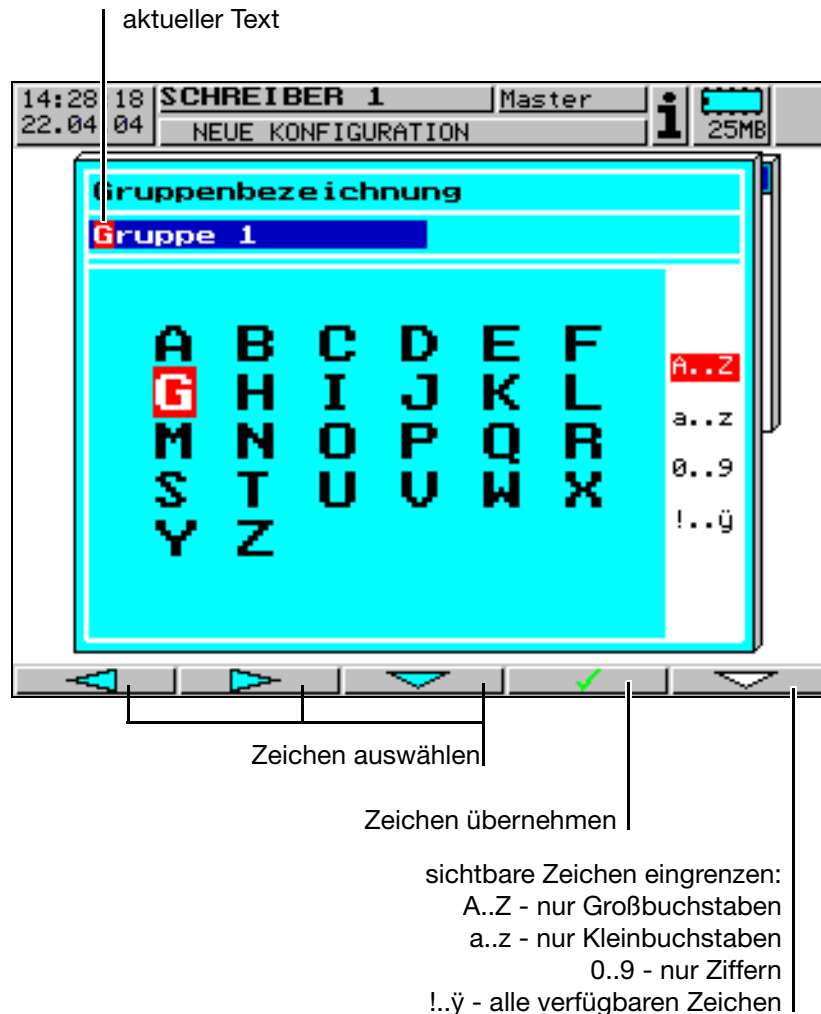 aktueller Text
14:28:18 SCHREIBER 1 Master i
22.04.04 NEUE KONFIGURATION 25MB
Gruppenbezeichnung
Gruppe 1
A B C D E F
G H I J K L
M N O P Q R
S T U V W X
Y Z
A..Z
a..z
0..9
!..ÿ
Zeichen auswählen
Zeichen übernehmen
sichtbare Zeichen eingrenzen:
A..Z - nur Großbuchstaben
a..z - nur Kleinbuchstaben
0..9 - nur Ziffern
!..ÿ - alle verfügbaren Zeichen